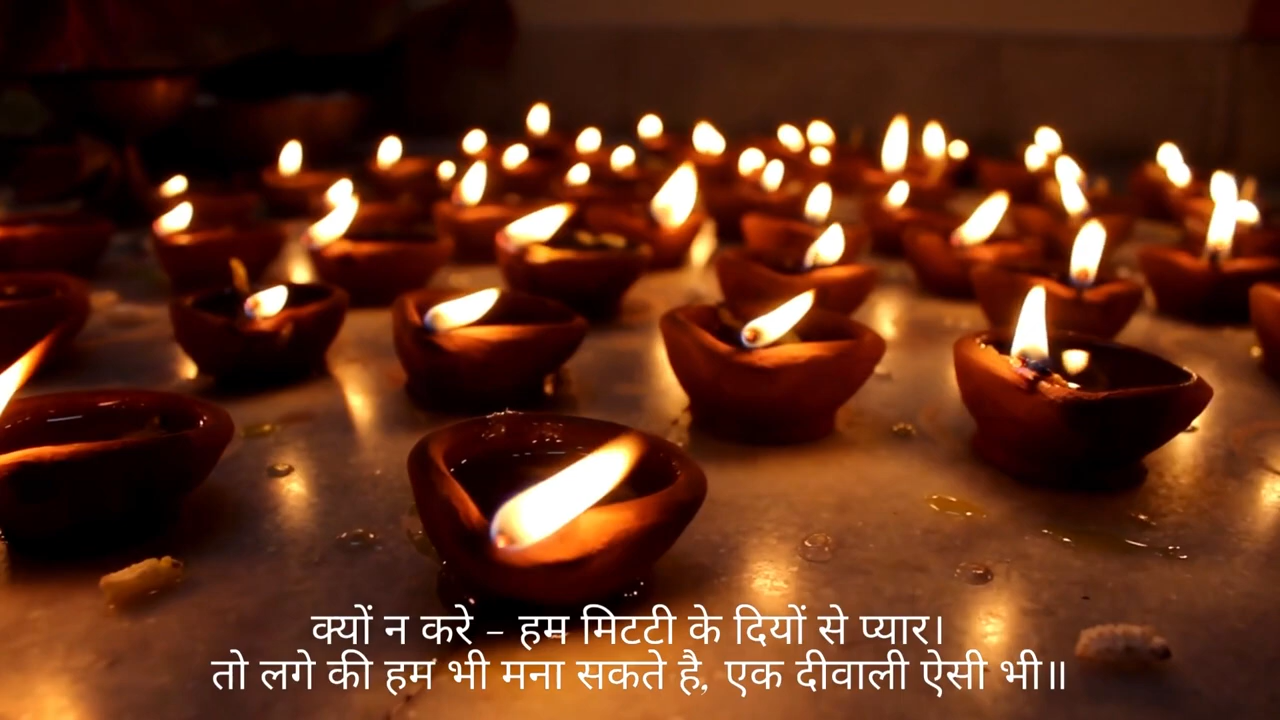 क्यों न करे – हम मिटटी के दियों से प्यार।
तो लगे की हम भी मना सकते है, एक दीवाली ऐसी भी॥